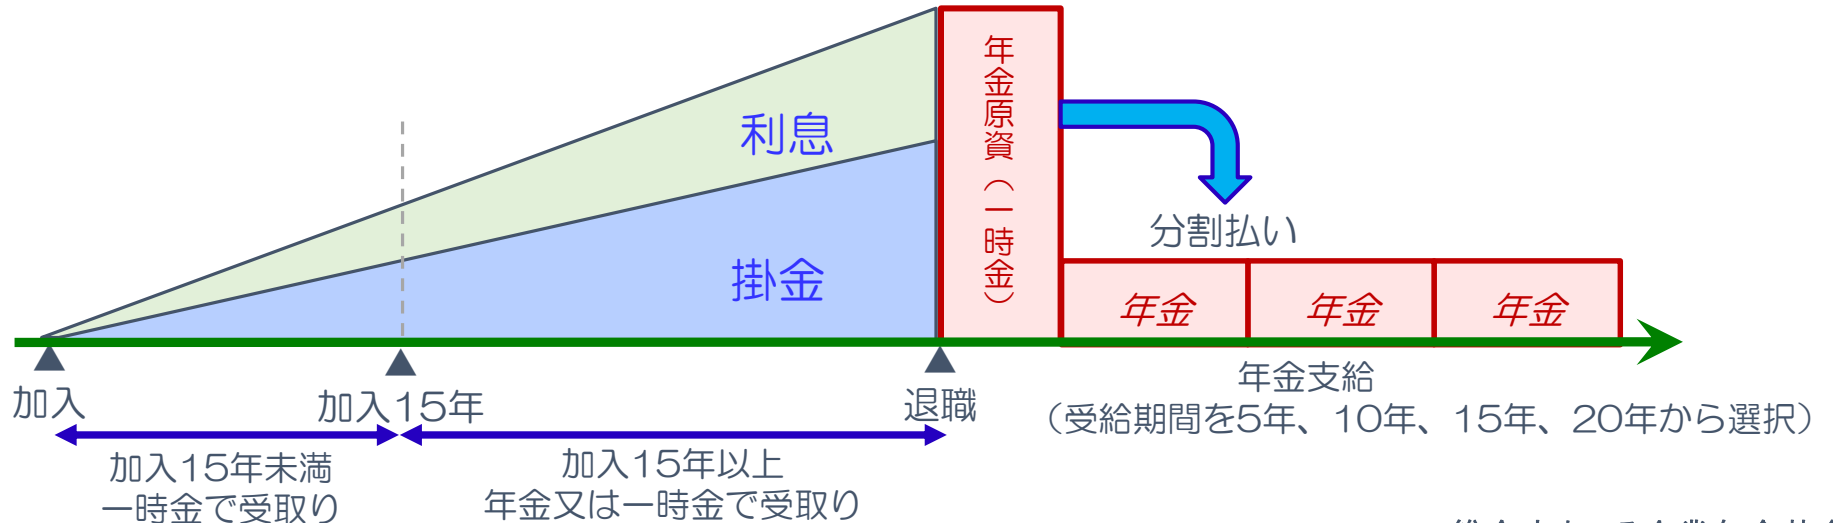 利息
掛金
年金原資（一時金）
分割払い
年金
年金
年金
加入
加入15年
退職
年金支給
（受給期間を5年、10年、15年、20年から選択）
加入15年未満
一時金で受取り
加入15年以上
年金又は一時金で受取り